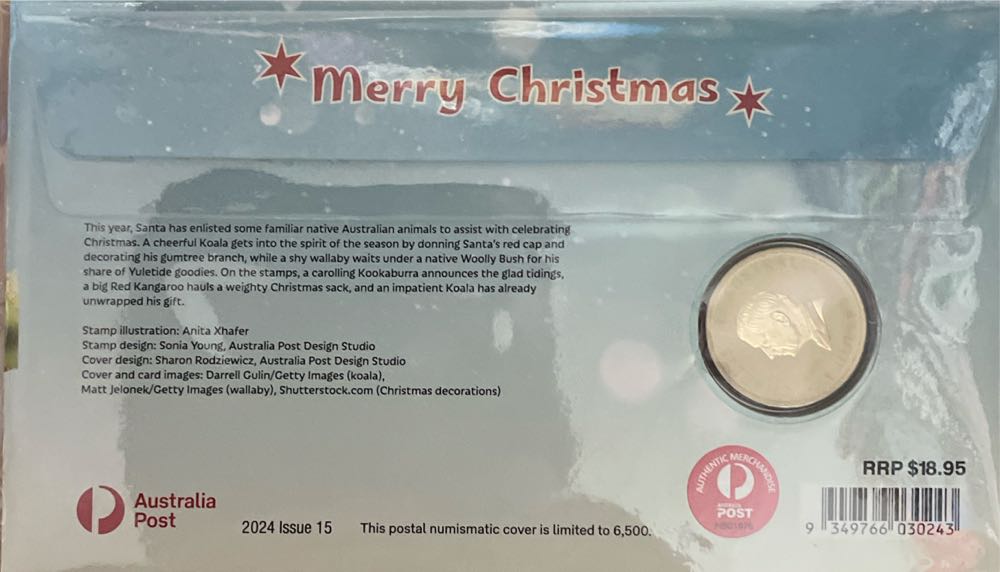 Merry Christmas
This year, Santa has enlisted some familiar native Australian animals to assist with celebrating
Christmas. A cheerful Koala gets into the spirit of the season by donning Santa's red cap and
decorating his gumtree branch, while a shy wallaby waits under a native Woolly Bush for his
share of Yuletide goodies. On the stamps, a carolling Kookaburra announces the glad tidings,
a big Red Kangaroo hauls a weighty Christmas sack, and an impatient Koala has already
unwrapped his gift.
Stamp illustration: Anita Xhafer
Stamp design: Sonia Young, Australia Post Design Studio
Cover design: Sharon Rodziewicz, Australia Post Design Studio
Cover and card images: Darrell Gulin/Getty Images (koala),
Matt Jelonek/Getty Images (wallaby), Shutterstock.com (Christmas decorations)
Australia
Post
2024 Issue 15
This postal numismatic cover is limited to 6,500.
AUTHENTIC MERCHANDISE
AUSTRALIA
POST
RRP $18.95
9 349766 030243